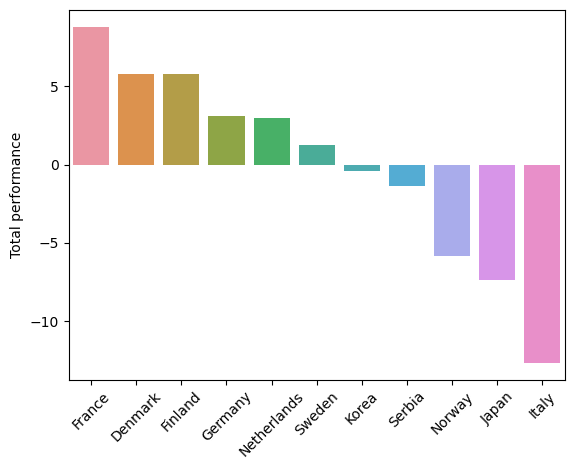 Total performance
5
0
−5
−10
France
Denmark
Finland
Germany
Netherlands
Sweden
Korea
Serbia
Norway
Japan
Italy